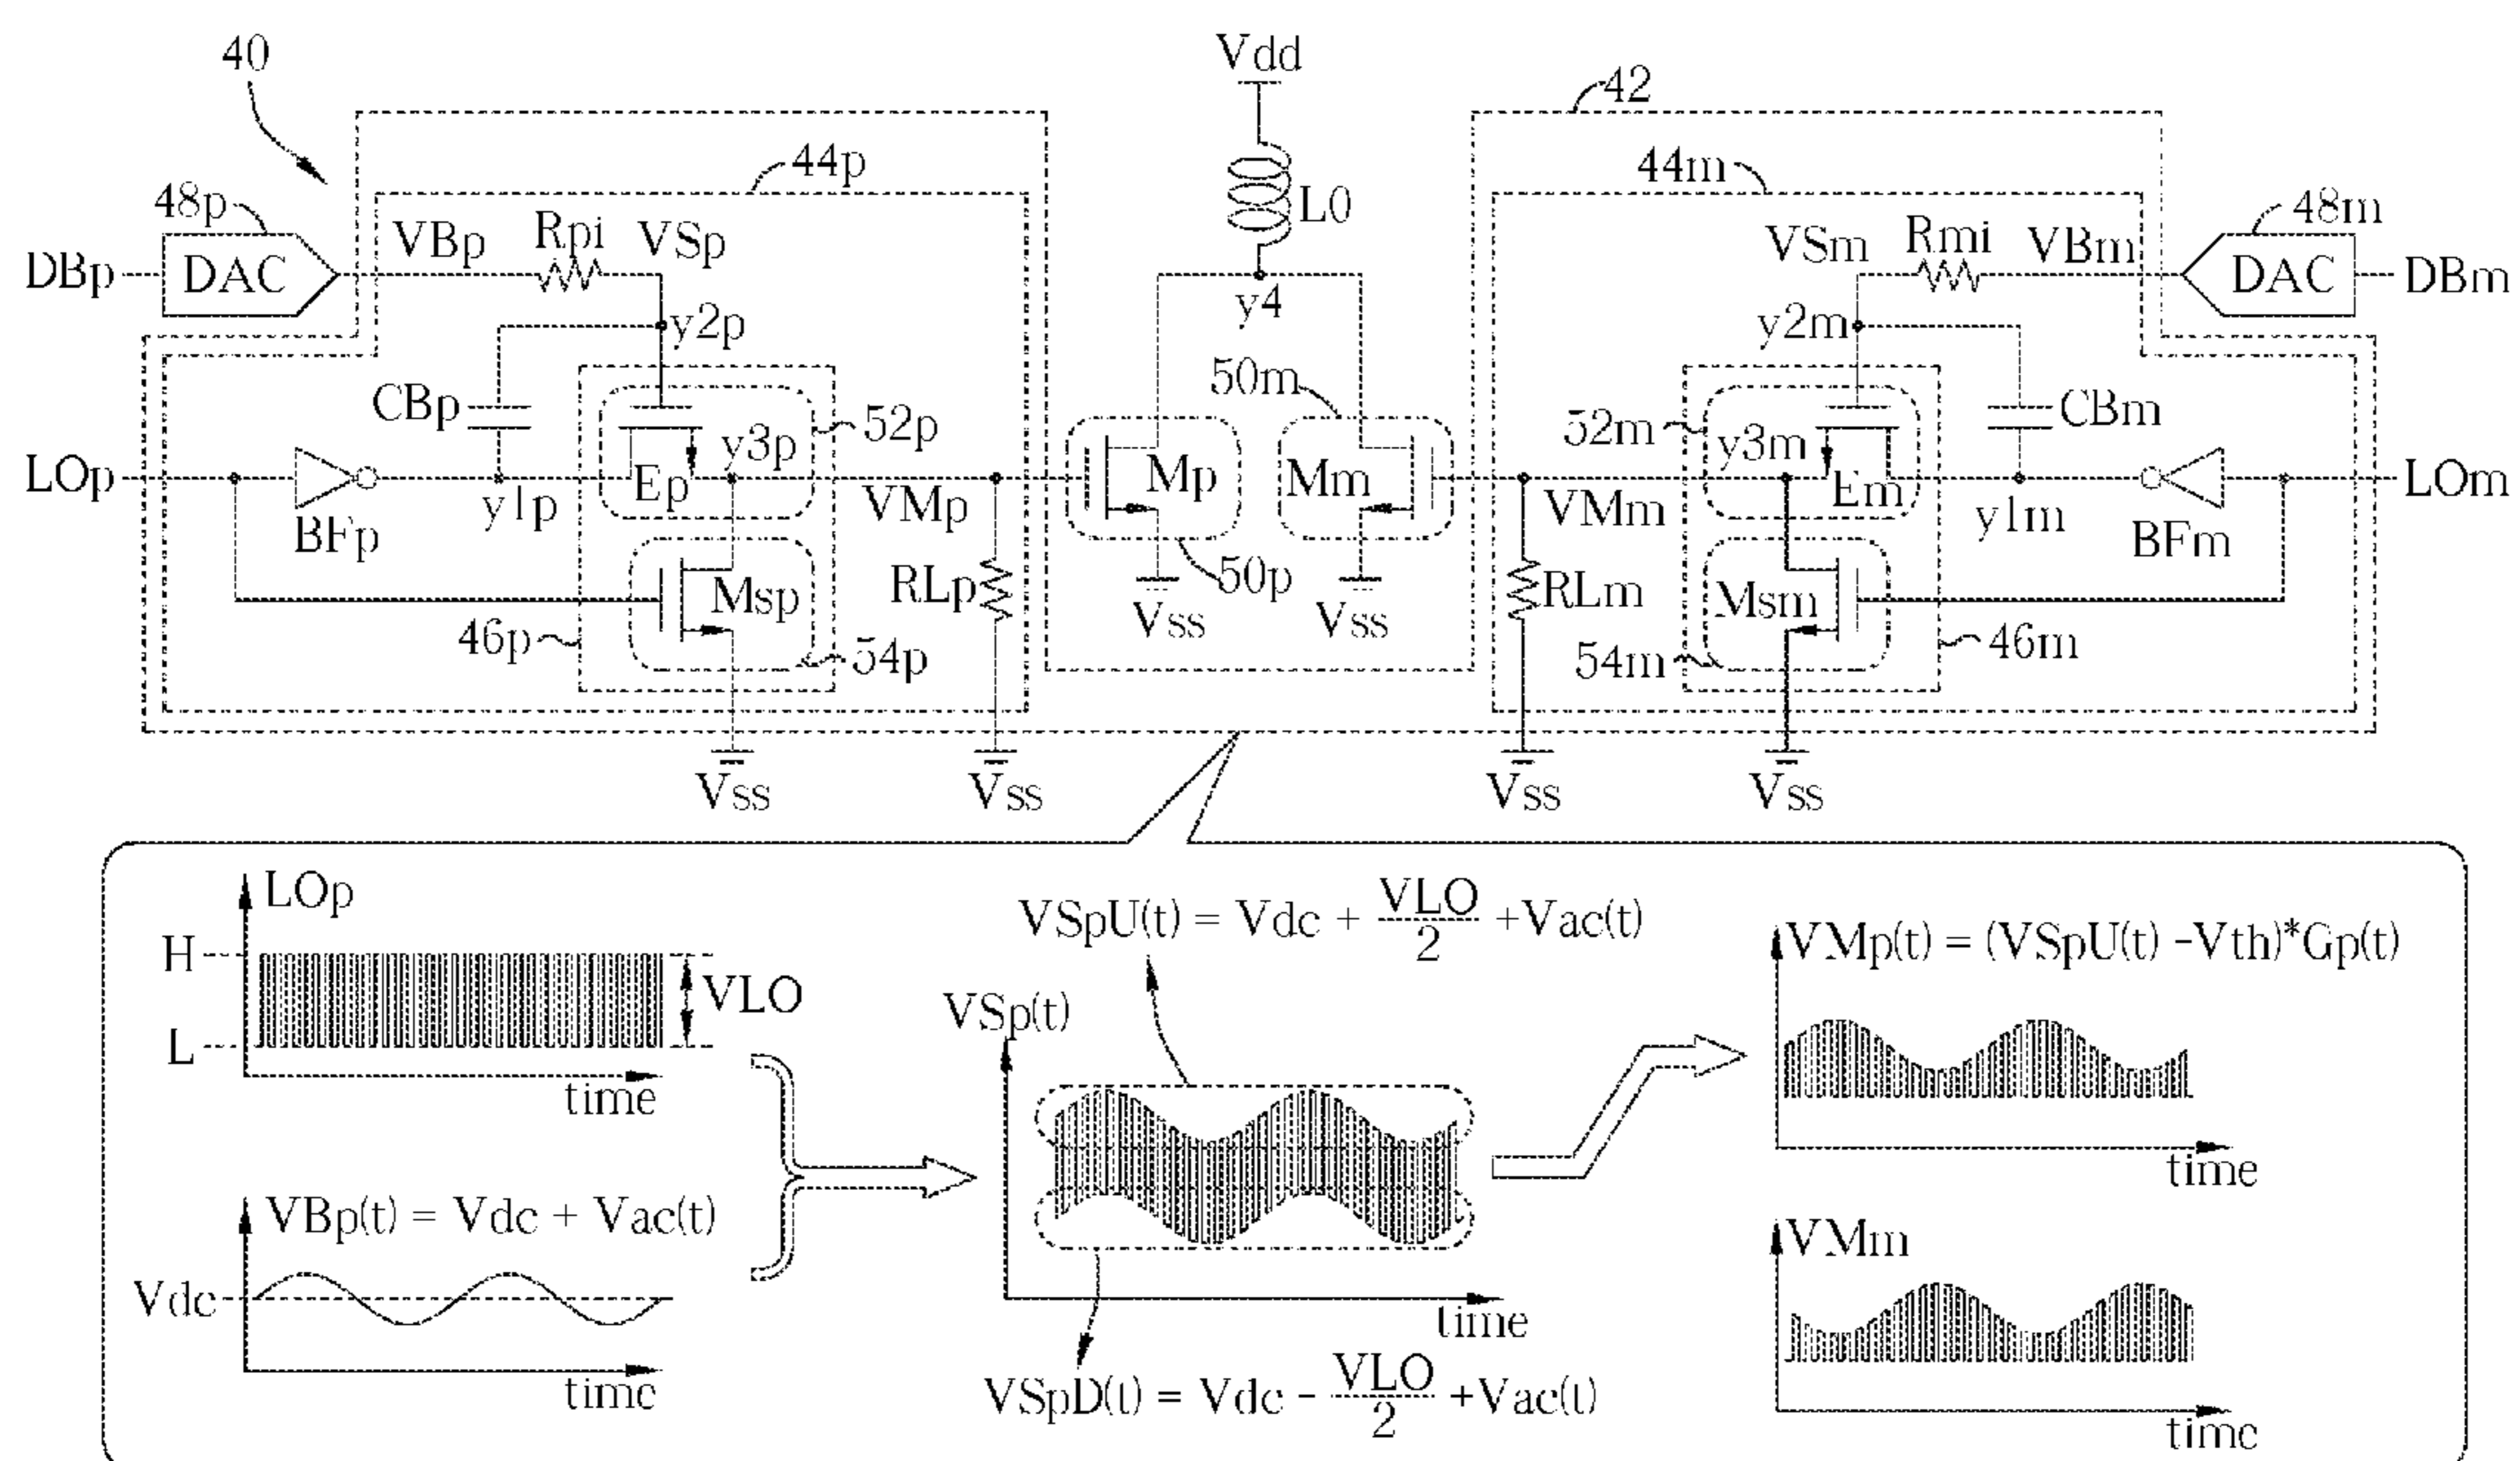 40
Vdd
42
44p
44m
48p
48m
L0
DBp
DAC
VBp
Rpi
VSp
VSm
Rmi
VBm
DAC
DBm
y2p
y4
y2m
CBp
50m
CBm
52p
52m
y3p
y3m
LOp
BFp
y1p
Ep
VMp
Mp
Mm
VMm
Em
y1m
BFm
LOm
Msp
RLp
50p
RLm
Msm
Vss
Vss
46p
54p
54m
46m
Vss
Vss
Vss
Vss
LOp
H
L
VLO
time
VBp(t) = Vdc + Vac(t)
Vdc
time
VSpU(t) = Vdc + VLO/2 +Vac(t)
VSp(t)
time
VSpD(t) = Vdc - VLO/2 +Vac(t)
VMp(t) = (VSpU(t) -Vth)*Gp(t)
time
VMm
time